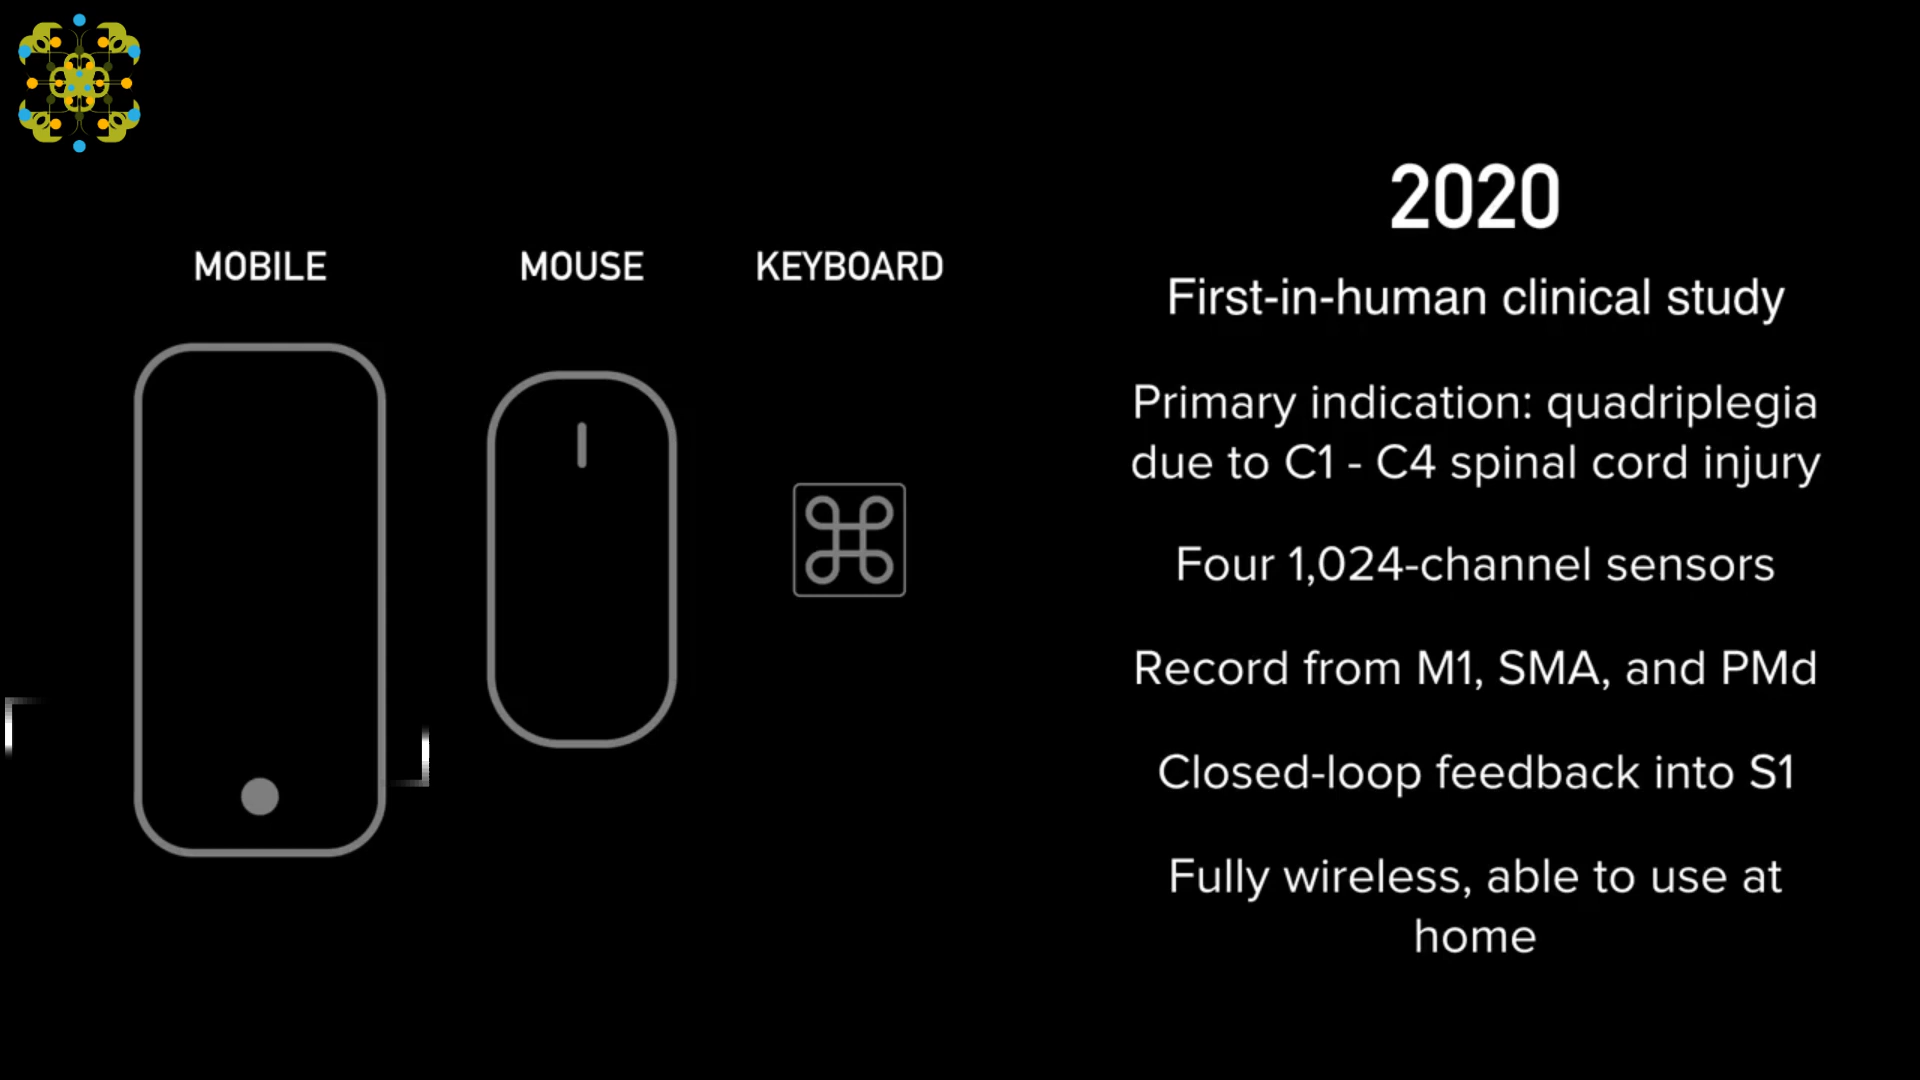 MOBILE
MOUSE
KEYBOARD
2020
First-in-human clinical study
Primary indication: quadriplegia
due to C1 - C4 spinal cord injury
Four 1,024-channel sensors
Record from M1, SMA, and PMd
Closed-loop feedback into S1
Fully wireless, able to use at
home